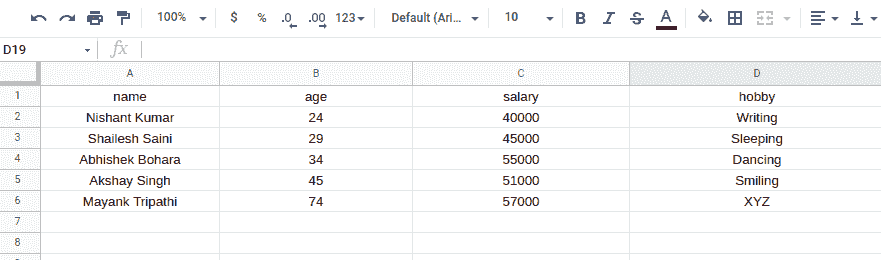 100% $ % .0 .00 123 Default (Ari... 10 B I S A
D19 fx
A B C D
1 name age salary hobby
2 Nishant Kumar 24 40000 Writing
3 Shailesh Saini 29 45000 Sleeping
4 Abhishek Bohara 34 55000 Dancing
5 Akshay Singh 45 51000 Smiling
6 Mayank Tripathi 74 57000 XYZ
7
8